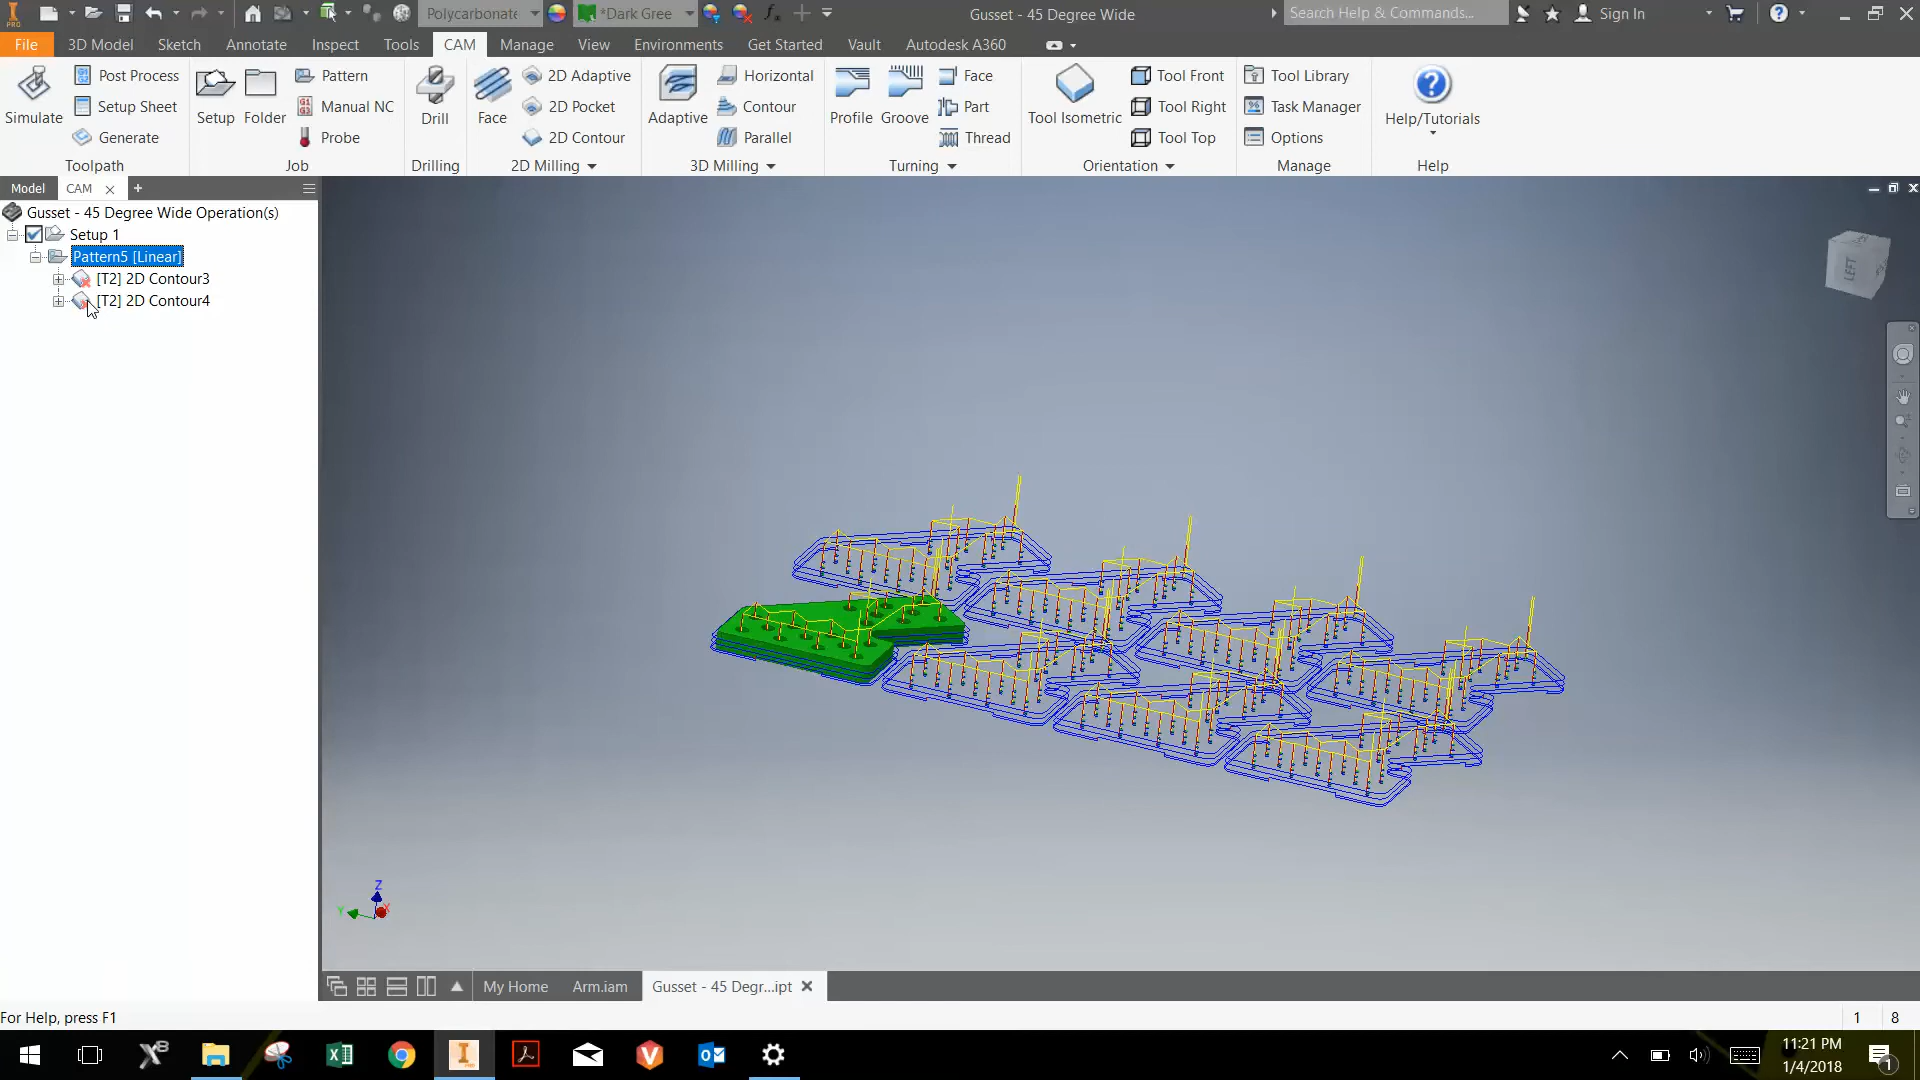 PRO
Polycarbonate
*Dark Gree
Gusset - 45 Degree Wide
Search Help & Commands...
Sign In
File
3D Model
Sketch
Annotate
Inspect
Tools
CAM
Manage
View
Environments
Get Started
Vault
Autodesk A360
Simulate
Post Process
Setup Sheet
Generate
Toolpath
Setup
Folder
Pattern
G1
G3
Manual NC
Probe
Job
Drill
Drilling
Face
2D Adaptive
2D Pocket
2D Contour
2D Milling
Adaptive
Horizontal
Contour
Parallel
3D Milling
Profile
Groove
Face
Part
Thread
Turning
Tool Isometric
Tool Front
Tool Right
Tool Top
Orientation
Tool Library
Task Manager
Options
Manage
Help/Tutorials
Help
Model
CAM
Gusset - 45 Degree Wide Operation(s)
Setup 1
Pattern5 [Linear]
[T2] 2D Contour3
[T2] 2D Contour4
LEFT
Z
Y
X
My Home
Arm.iam
Gusset - 45 Degr...ipt
For Help, press F1
1
8
11:21 PM
1/4/2018
1